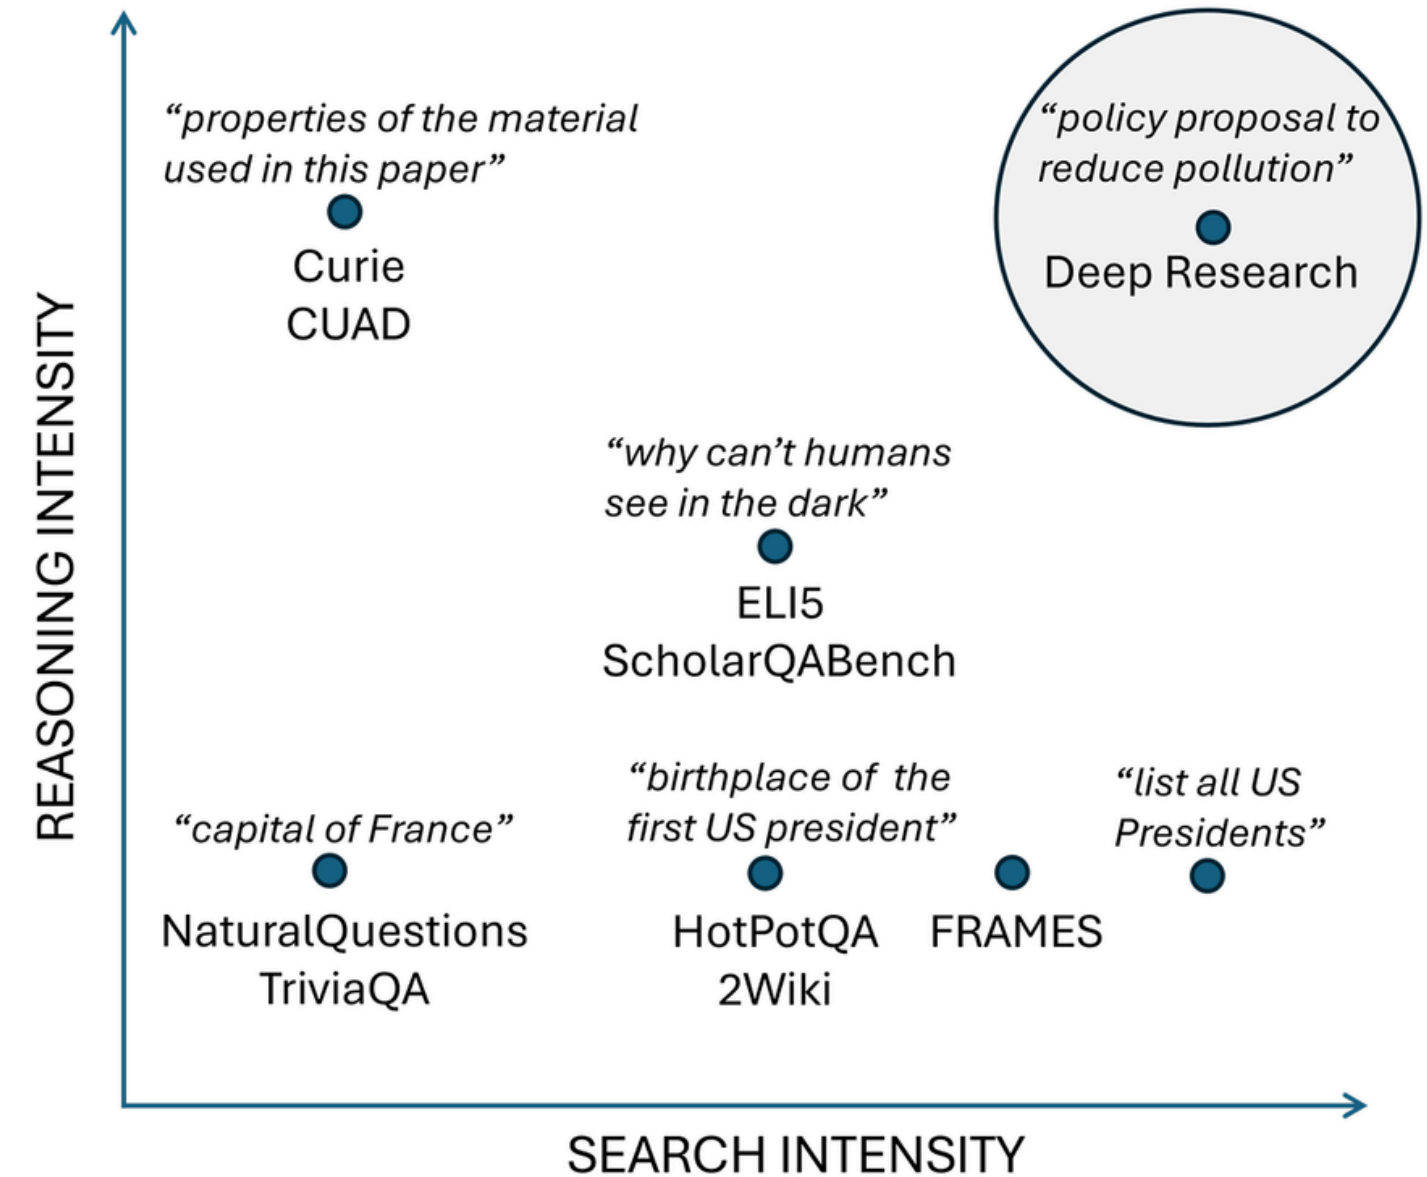 “properties of the material
used in this paper”
Curie
CUAD
“policy proposal to
reduce pollution”
Deep Research
“why can’t humans
see in the dark”
ELI5
ScholarQABench
“capital of France”
NaturalQuestions
TriviaQA
“birthplace of the
first US president”
HotPotQA
2Wiki
FRAMES
“list all US
Presidents”
REASONING INTENSITY
SEARCH INTENSITY